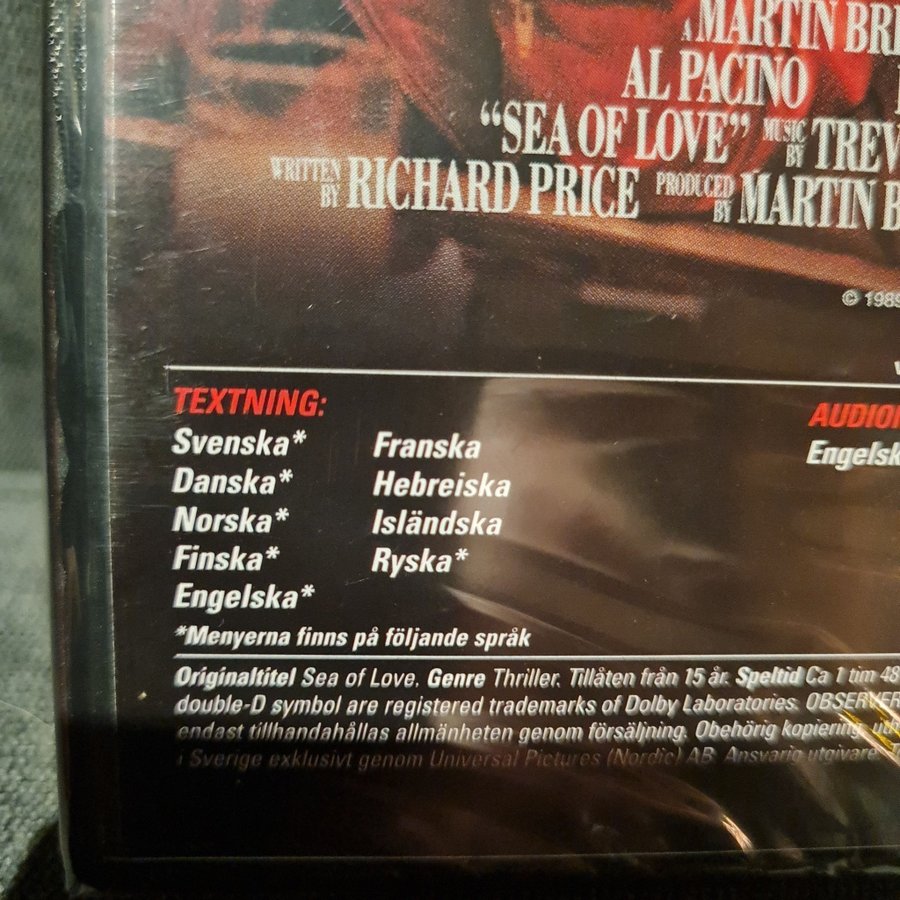 A MARTIN BRE
AL PACINO
"SEA OF LOVE" MUSIC BY TREV
WRITTEN BY RICHARD PRICE PRODUCED BY MARTIN B
© 1989
TEXTNING:
AUDIO
Svenska* Franska
Engelsk
Danska* Hebreiska
Norska* Isländska
Finska* Ryska*
Engelska*
*Menyerna finns på följande språk
Originaltitel Sea of Love. Genre Thriller. Tillåten från 15 år. Speltid Ca 1 tim 48
double-D symbol are registered trademarks of Dolby Laboratories. OBSERVER
endast tillhandahållas allmänheten genom försäljning. Obehörig kopiering,
i Sverige exklusivt genom Universal Pictures (Nordic) AB. Ansvarig utgivare